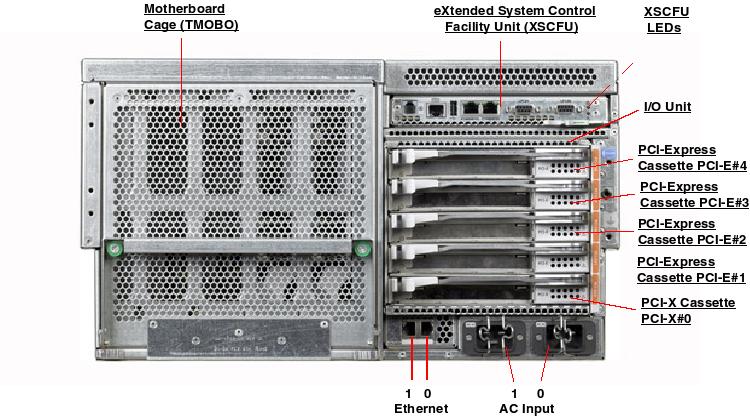 Motherboard
Cage (TMOBO)
eXtended System Control
Facility Unit (XSCFU)
XSCFU
LEDs
I/O Unit
PCI-Express
Cassette PCI-E#4
PCI-Express
Cassette PCI-E#3
PCI-Express
Cassette PCI-E#2
PCI-Express
Cassette PCI-E#1
PCI-X Cassette
PCI-X#0
1 0
Ethernet
1 0
AC Input